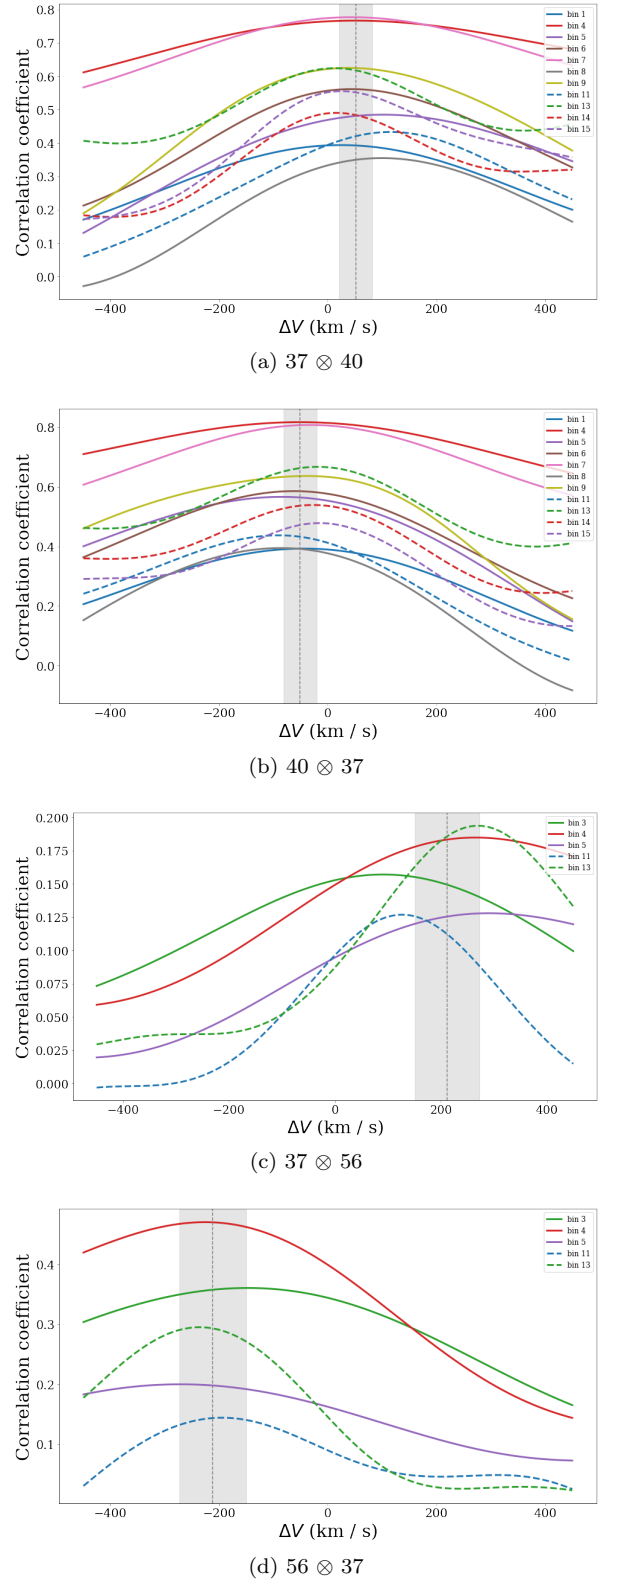 0.8
0.7
0.6
0.5
0.4
0.3
0.2
0.1
0.0
Correlation coefficient
bin 1
bin 4
bin 5
bin 6
bin 7
bin 8
bin 9
bin 11
bin 13
bin 14
bin 15
−400 −200 0 200 400
ΔV (km / s)
(a) 37 ⊗ 40
0.8
0.6
0.4
0.2
0.0
Correlation coefficient
bin 1
bin 4
bin 5
bin 6
bin 7
bin 8
bin 9
bin 11
bin 13
bin 14
bin 15
−400 −200 0 200 400
ΔV (km / s)
(b) 40 ⊗ 37
0.200
0.175
0.150
0.125
0.100
0.075
0.050
0.025
0.000
Correlation coefficient
bin 3
bin 4
bin 5
bin 11
bin 13
−400 −200 0 200 400
ΔV (km / s)
(c) 37 ⊗ 56
0.4
0.3
0.2
0.1
Correlation coefficient
bin 3
bin 4
bin 5
bin 11
bin 13
−400 −200 0 200 400
ΔV (km / s)
(d) 56 ⊗ 37